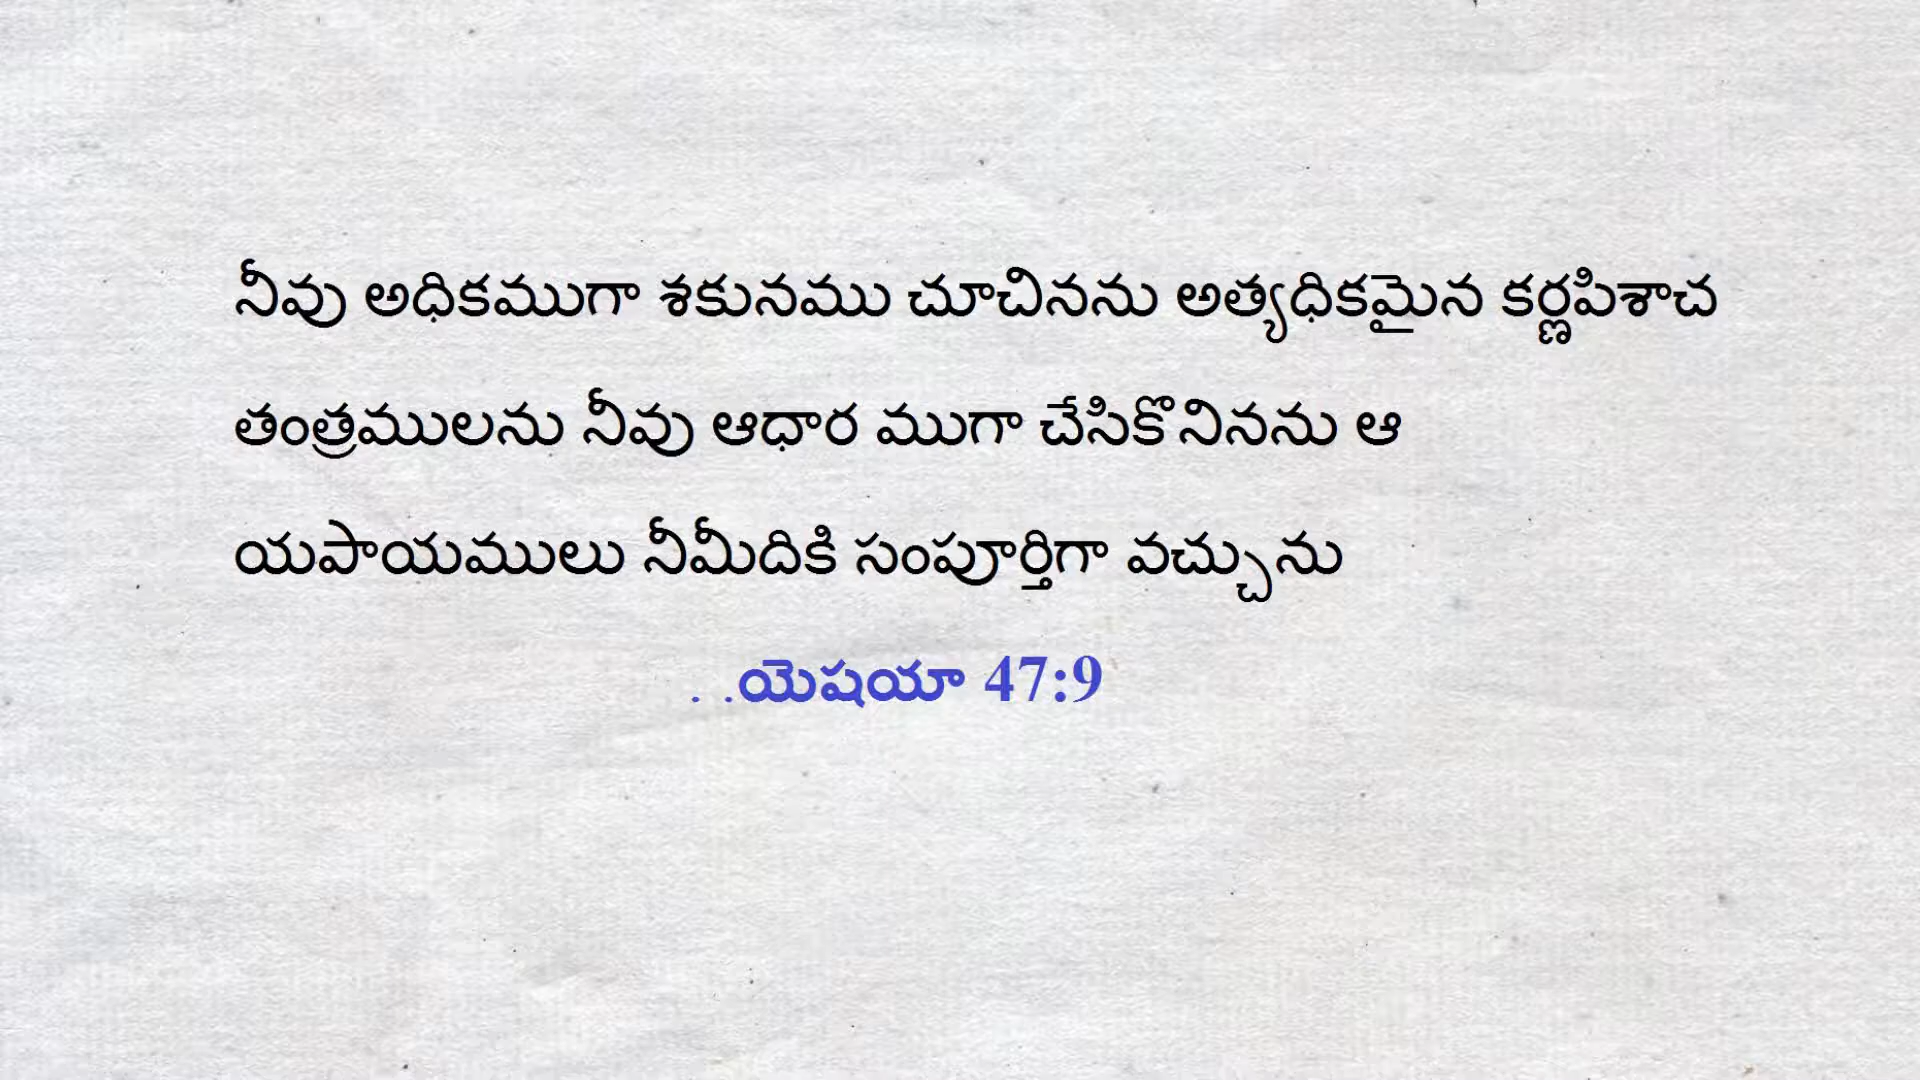 నీవు అధికముగా శకునము చూచినను అత్యధికమైన కర్ణపిశాచ
తంత్రములను నీవు ఆధార ముగా చేసికొనినను ఆ
యపాయములు నీమీదికి సంపూర్తిగా వచ్చును
. .యెషయా 47:9